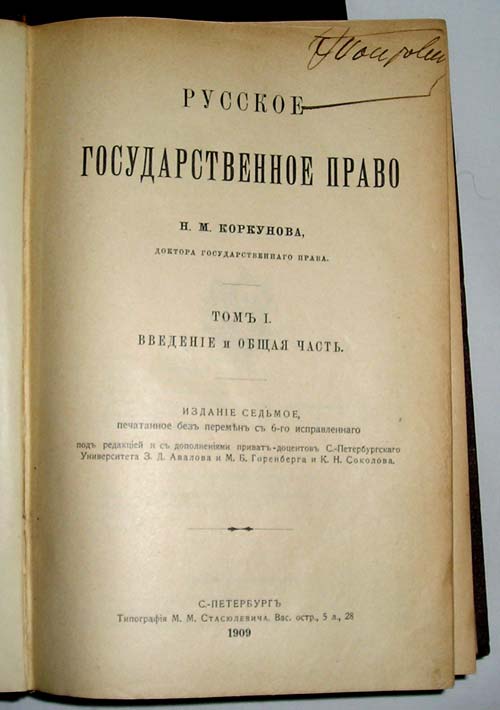 РУССКОЕ
ГОСУДАРСТВЕННОЕ ПРАВО
Н. М. КОРКУНОВА,
ДОКТОРА ГОСУДАРСТВЕННАГО ПРАВА.
ТОМЪ I.
ВВЕДЕНІЕ и ОБЩАЯ ЧАСТЬ.
ИЗДАНІЕ СЕДЬМОЕ,
печатанное безъ перемѣнъ съ 6-го исправленнаго
подъ редакціей и съ дополненіями приватъ-доцентовъ С.-Петербургскаго
Университета З. Д. Авалова и М. Б. Горенберга и К. Н. Соколова.
С.-ПЕТЕРБУРГЪ
Типографія М. М. Стасюлевича. Вас. остр., 5 л., 28
1909